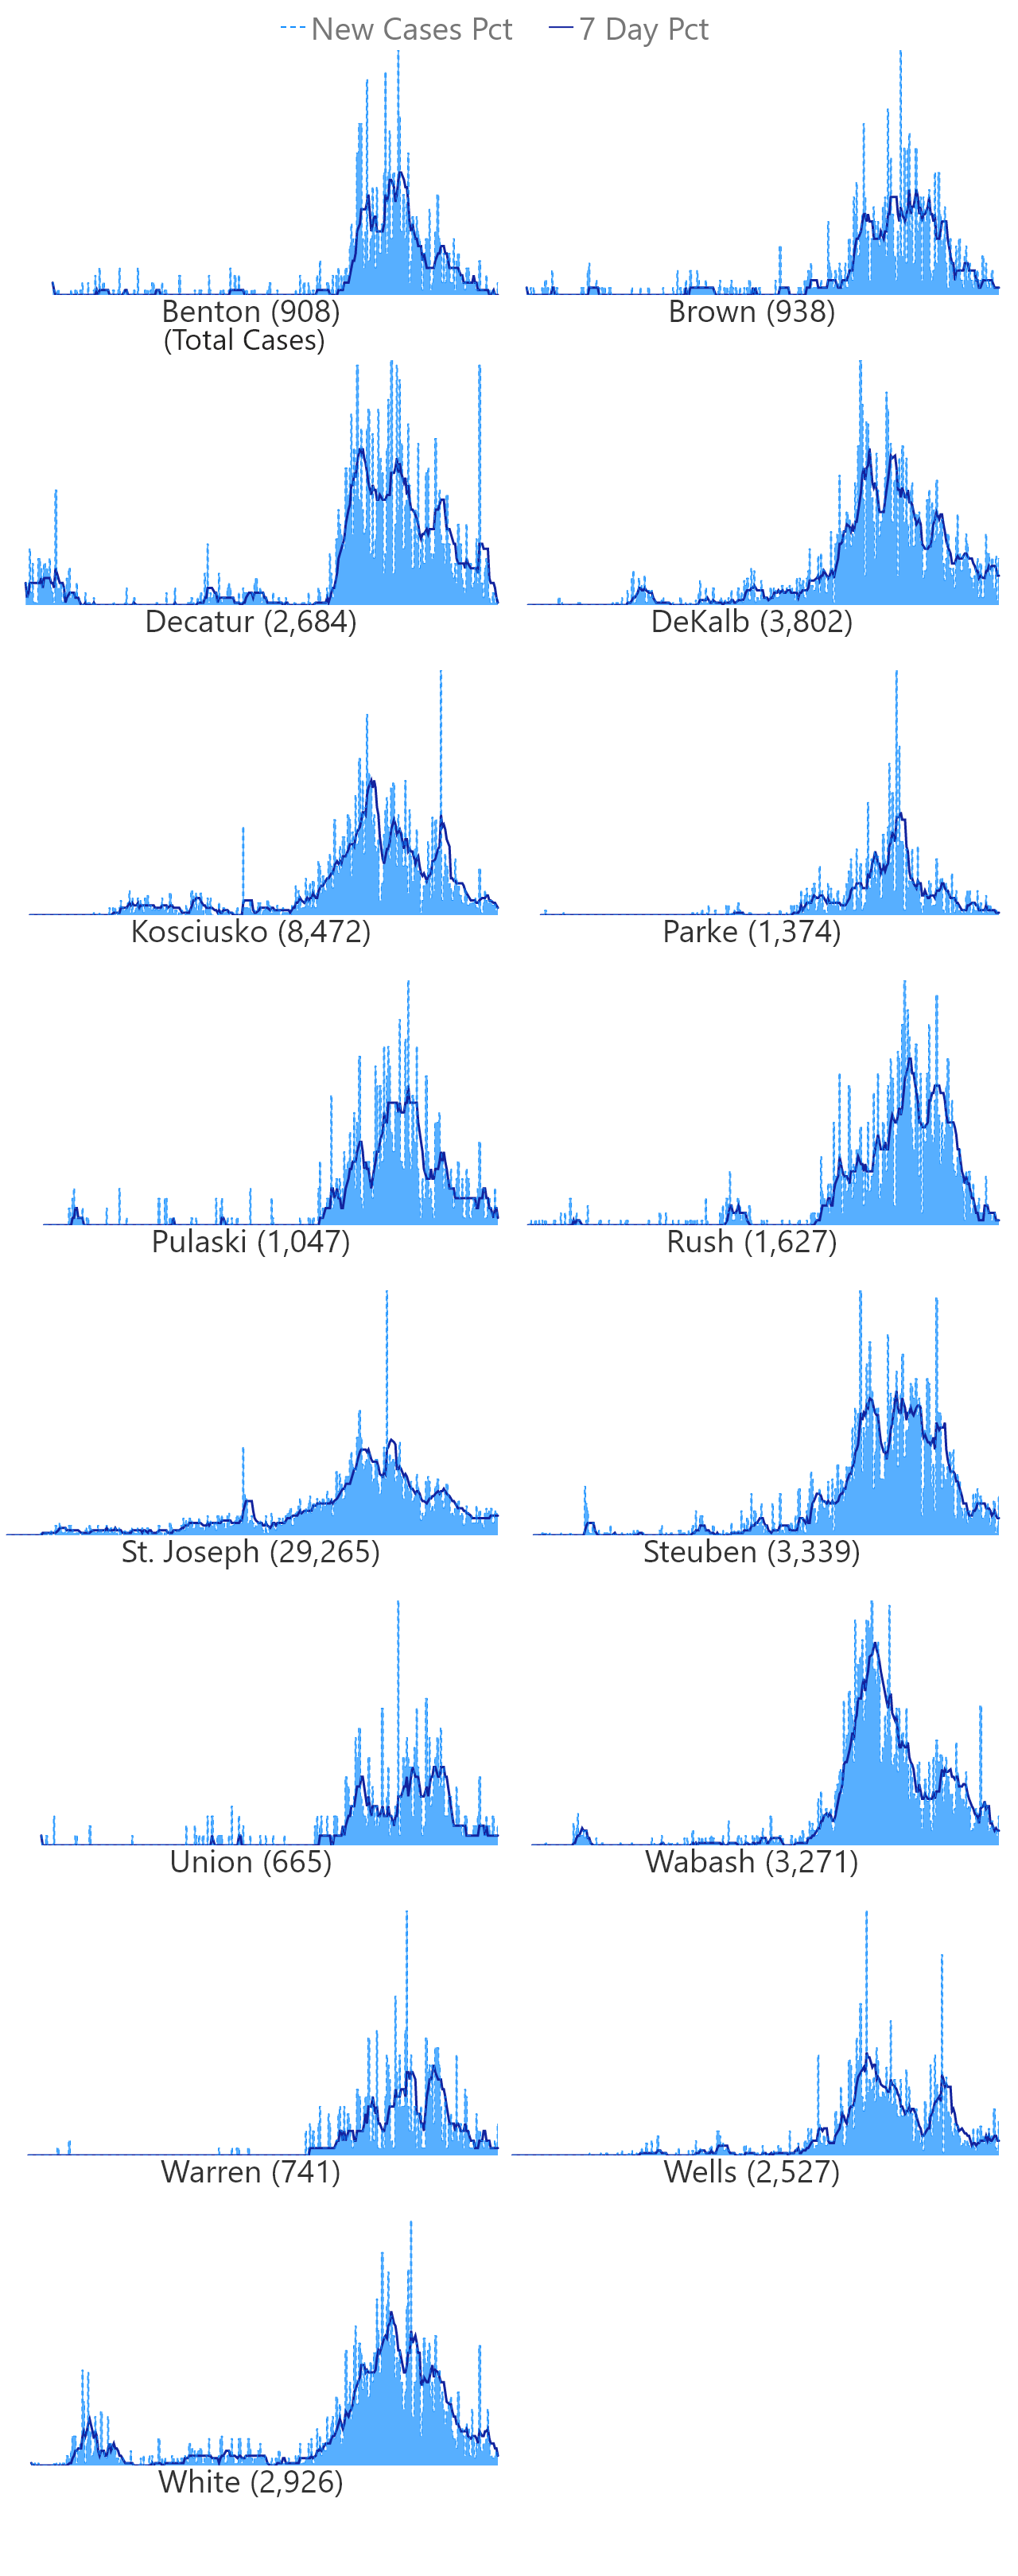 New Cases Pct 7 Day Pct
Benton (908)
(Total Cases)
Brown (938)
Decatur (2,684)
DeKalb (3,802)
Kosciusko (8,472)
Parke (1,374)
Pulaski (1,047)
Rush (1,627)
St. Joseph (29,265)
Steuben (3,339)
Union (665)
Wabash (3,271)
Warren (741)
Wells (2,527)
White (2,926)